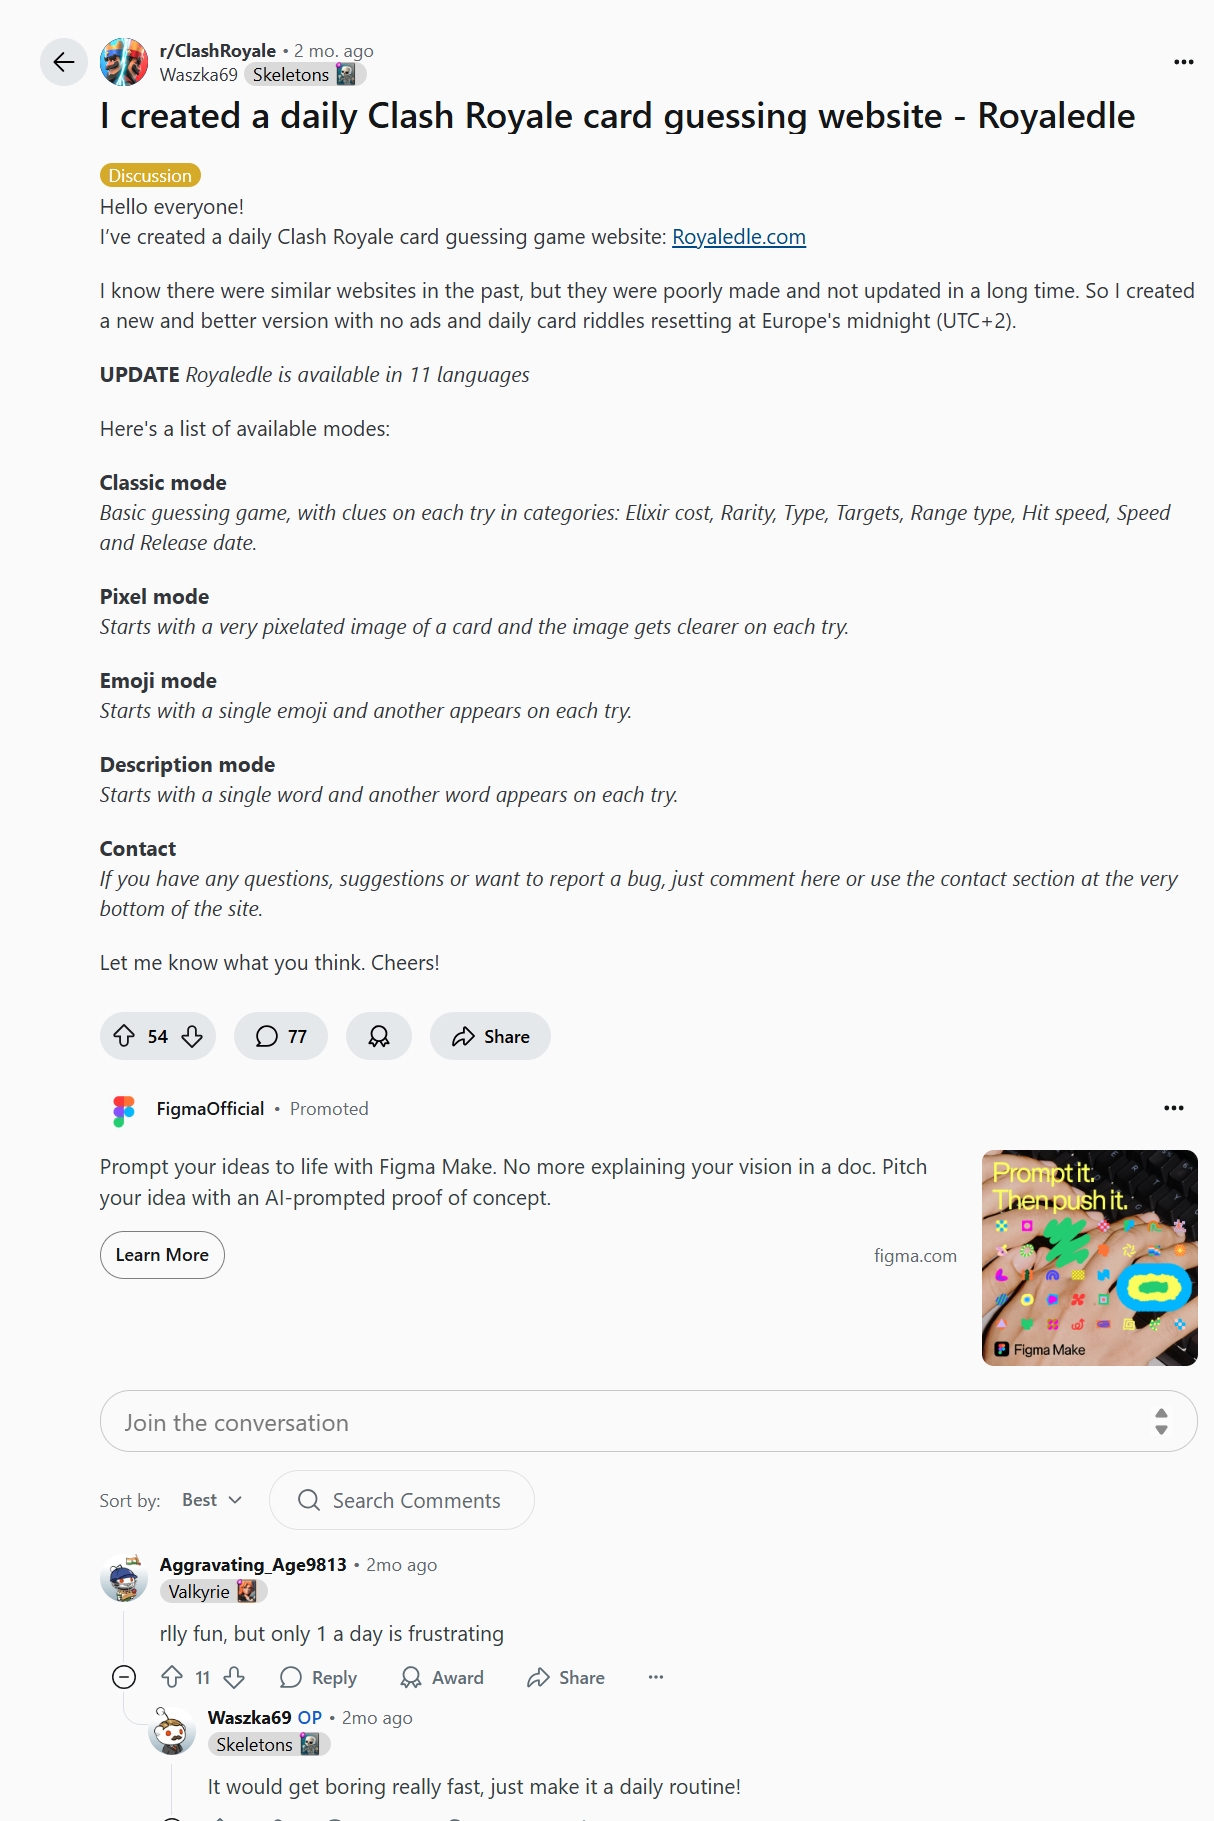 r/ClashRoyale • 2 mo. ago
Waszka69 Skeletons
I created a daily Clash Royale card guessing website - Royaledle
Discussion
Hello everyone!
I’ve created a daily Clash Royale card guessing game website: Royaledle.com
I know there were similar websites in the past, but they were poorly made and not updated in a long time. So I created
a new and better version with no ads and daily card riddles resetting at Europe's midnight (UTC+2).
UPDATE Royaledle is available in 11 languages
Here's a list of available modes:
Classic mode
Basic guessing game, with clues on each try in categories: Elixir cost, Rarity, Type, Targets, Range type, Hit speed, Speed
and Release date.
Pixel mode
Starts with a very pixelated image of a card and the image gets clearer on each try.
Emoji mode
Starts with a single emoji and another appears on each try.
Description mode
Starts with a single word and another word appears on each try.
Contact
If you have any questions, suggestions or want to report a bug, just comment here or use the contact section at the very
bottom of the site.
Let me know what you think. Cheers!
54 77 Share
FigmaOfficial • Promoted
Prompt your ideas to life with Figma Make. No more explaining your vision in a doc. Pitch
your idea with an AI-prompted proof of concept.
Learn More
figma.com
Prompt it.
Then push it.
Figma Make
Join the conversation
Sort by: Best Search Comments
Aggravating_Age9813 • 2mo ago
Valkyrie
rlly fun, but only 1 a day is frustrating
11 Reply Award Share
Waszka69 OP • 2mo ago
Skeletons
It would get boring really fast, just make it a daily routine!